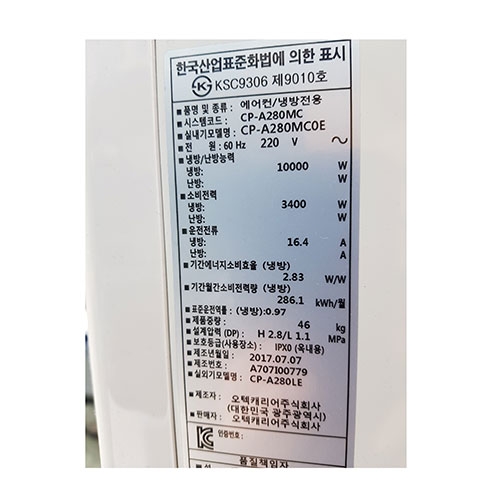 한국산업표준화법에 의한 표시
KSC9306 제9010호
■ 품명 및 종류 : 에어컨/냉방전용
■ 시스템코드 : CP-A280MC
■ 실내기모델명 : CP-A280MC0E
■ 전 원 : 60 Hz 220 V ~
■ 냉방/난방능력
냉방: 10000 W
난방: W
■ 소비전력
냉방: 3400 W
난방: W
■ 운전전류
냉방: 16.4 A
난방: A
■ 기간에너지소비효율 (냉방)
2.83 W/W
■ 기간월간소비전력량 (냉방)
286.1 kWh/월
■ 표준운전역률 : (냉방):0.97
■ 제품중량 : 46 kg
■ 설계압력 (DP) : H 2.8/L 1.1 MPa
■ 보호등급(사용장소) : IPX0 (옥내용)
■ 제조년월일 : 2017.07.07
■ 제조번호 : A707I00779
■ 실외기모델명 : CP-A280LE
■ 제조자 : 오텍캐리어주식회사
(대한민국 광주광역시)
■ 판매자 : 오텍캐리어주식회사
인증번호 :
품질책임자